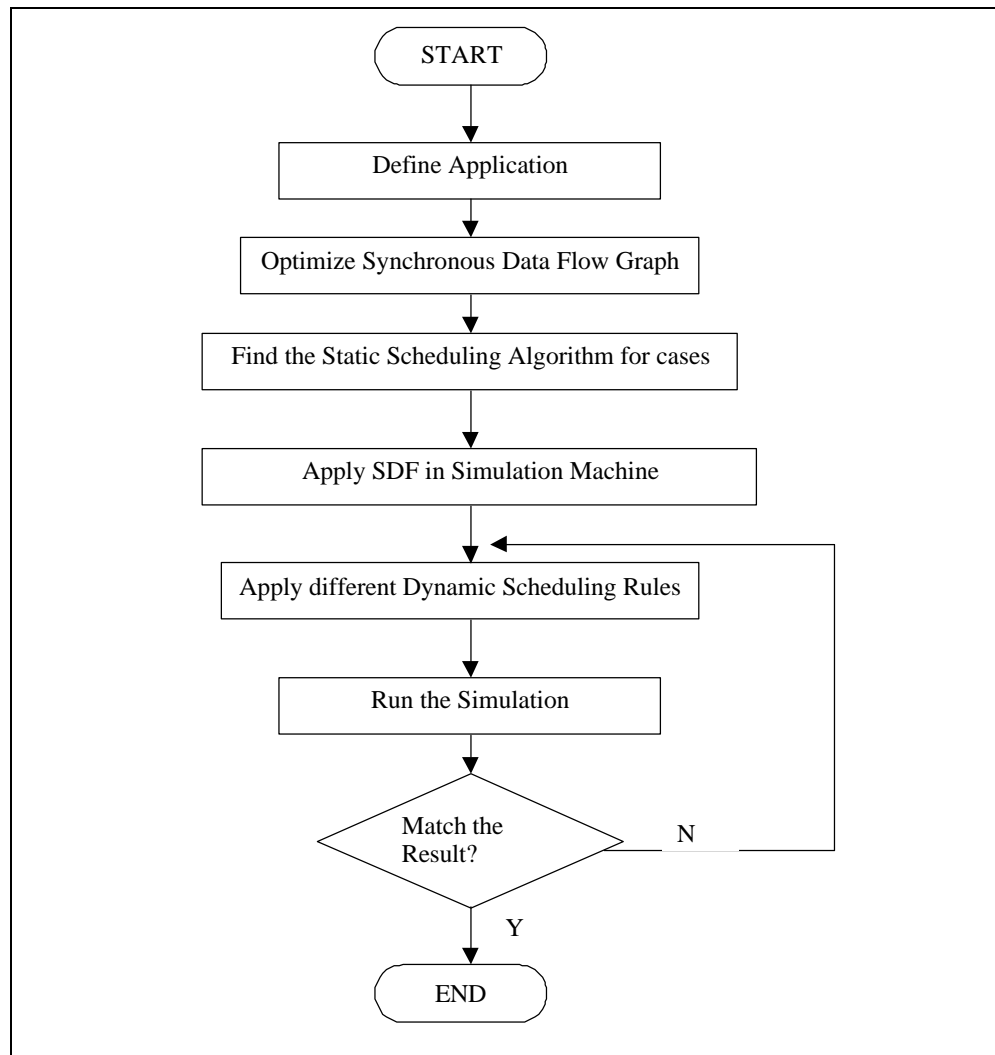 START
Define Application
Optimize Synchronous Data Flow Graph
Find the Static Scheduling Algorithm for cases
Apply SDF in Simulation Machine
Apply different Dynamic Scheduling Rules
Run the Simulation
Match the
Result?
N
Y
END